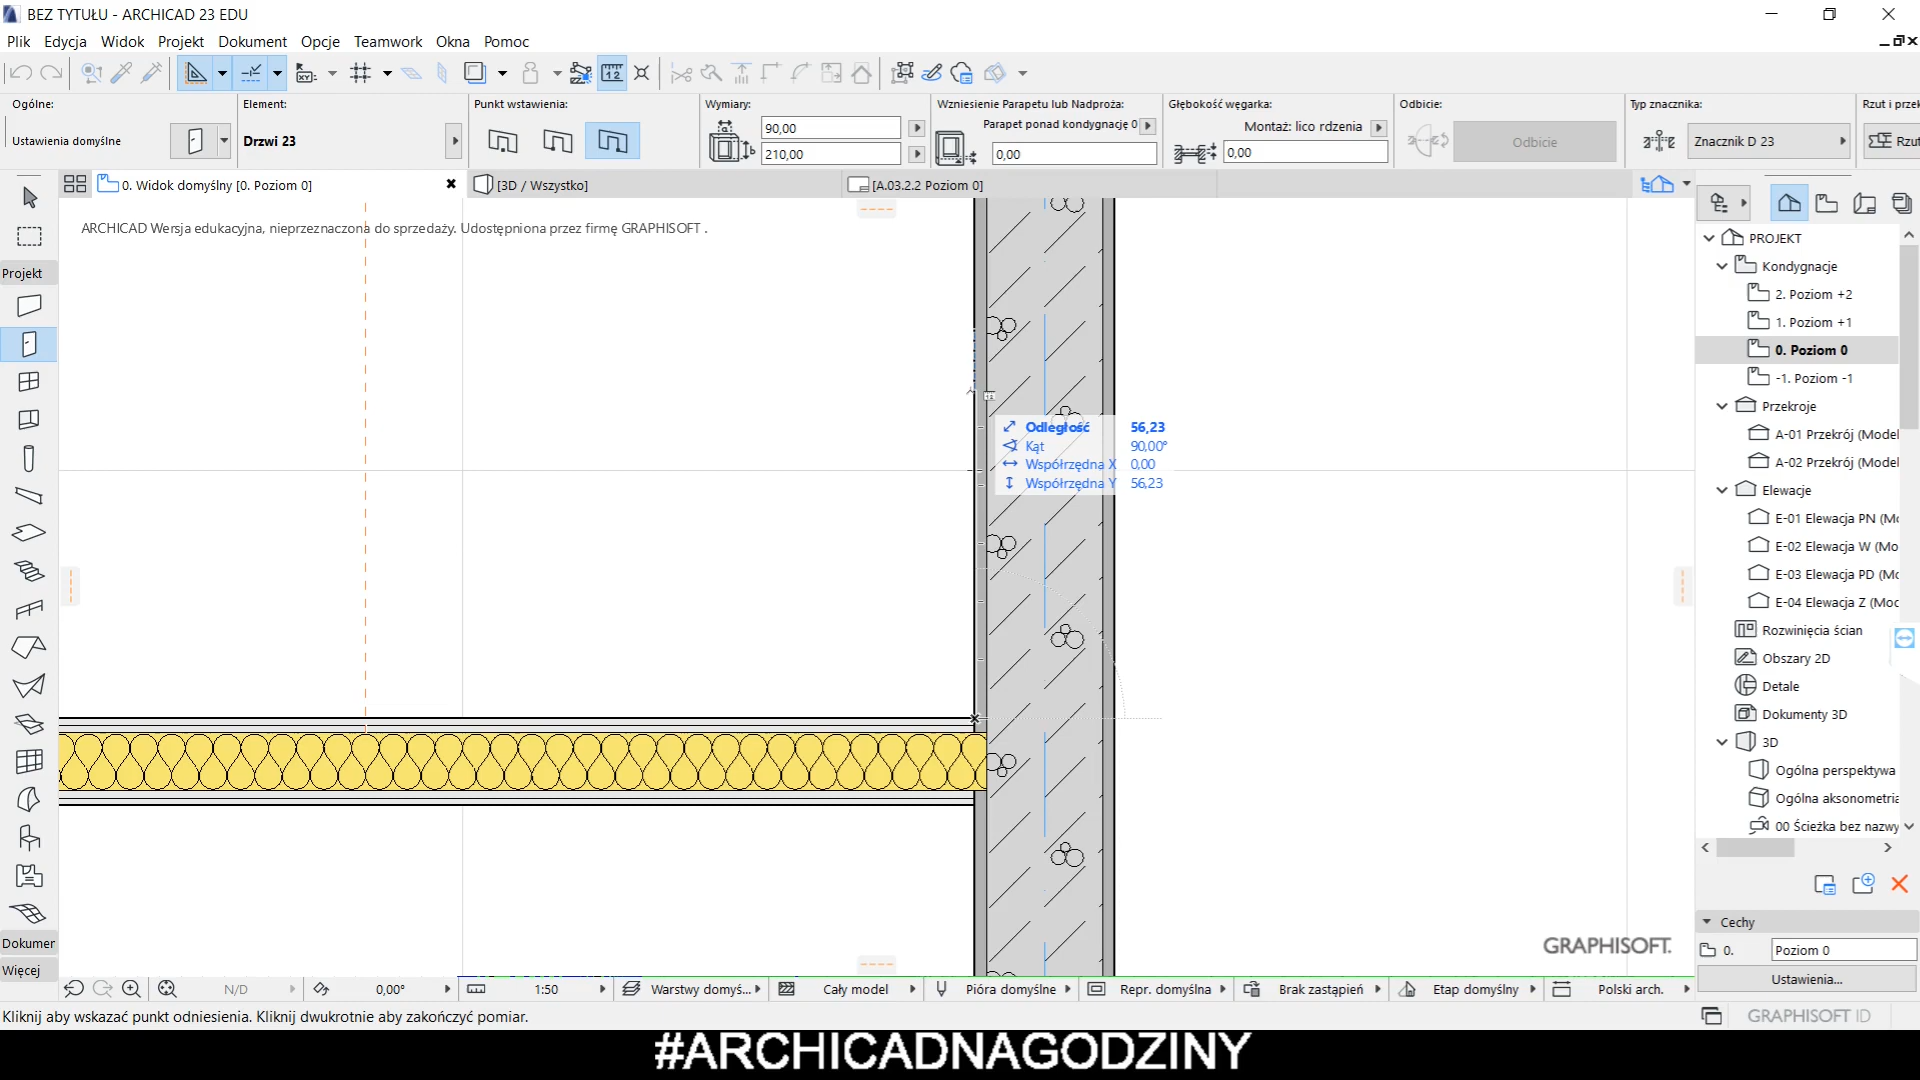 BEZ TYTUŁU - ARCHICAD 23 EDU
Plik Edycja Widok Projekt Dokument Opcje Teamwork Okna Pomoc
Ogólne: Element: Punkt wstawienia: Wymiary: Wzniesienie Parapetu lub Nadproża: Głębokość węgarka: Odbicie: Typ znacznika: Rzut i przek
Ustawienia domyślne Drzwi 23 90,00 Parapet ponad kondygnację 0 Montaż: lico rdzenia Odbicie Znacznik D 23 Rzut
210,00 0,00 0,00
0. Widok domyślny [0. Poziom 0] [3D / Wszystko] [A.03.2.2 Poziom 0]
ARCHICAD Wersja edukacyjna, nieprzeznaczona do sprzedaży. Udostępniona przez firmę GRAPHISOFT .
Projekt
Odległość 56,23
Kąt 90,00°
Współrzędna X 0,00
Współrzędna Y 56,23
PROJEKT
Kondygnacje
2. Poziom +2
1. Poziom +1
0. Poziom 0
-1. Poziom -1
Przekroje
A-01 Przekrój (Model
A-02 Przekrój (Model
Elewacje
E-01 Elewacja PN (Mo
E-02 Elewacja W (Mo
E-03 Elewacja PD (Mo
E-04 Elewacja Z (Moc
Rozwinięcia ścian
Obszary 2D
Detale
Dokumenty 3D
3D
Ogólna perspektywa
Ogólna aksonometria
00 Ścieżka bez nazwy
Dokumer
Więcej
GRAPHISOFT.
Cechy
0. Poziom 0
Ustawienia...
N/D 0,00° 1:50 Warstwy domyś... Cały model Pióra domyślne Repr. domyślna Brak zastąpień Etap domyślny Polski arch.
Kliknij aby wskazać punkt odniesienia. Kliknij dwukrotnie aby zakończyć pomiar.
GRAPHISOFT ID
#ARCHICADNAGODZINY